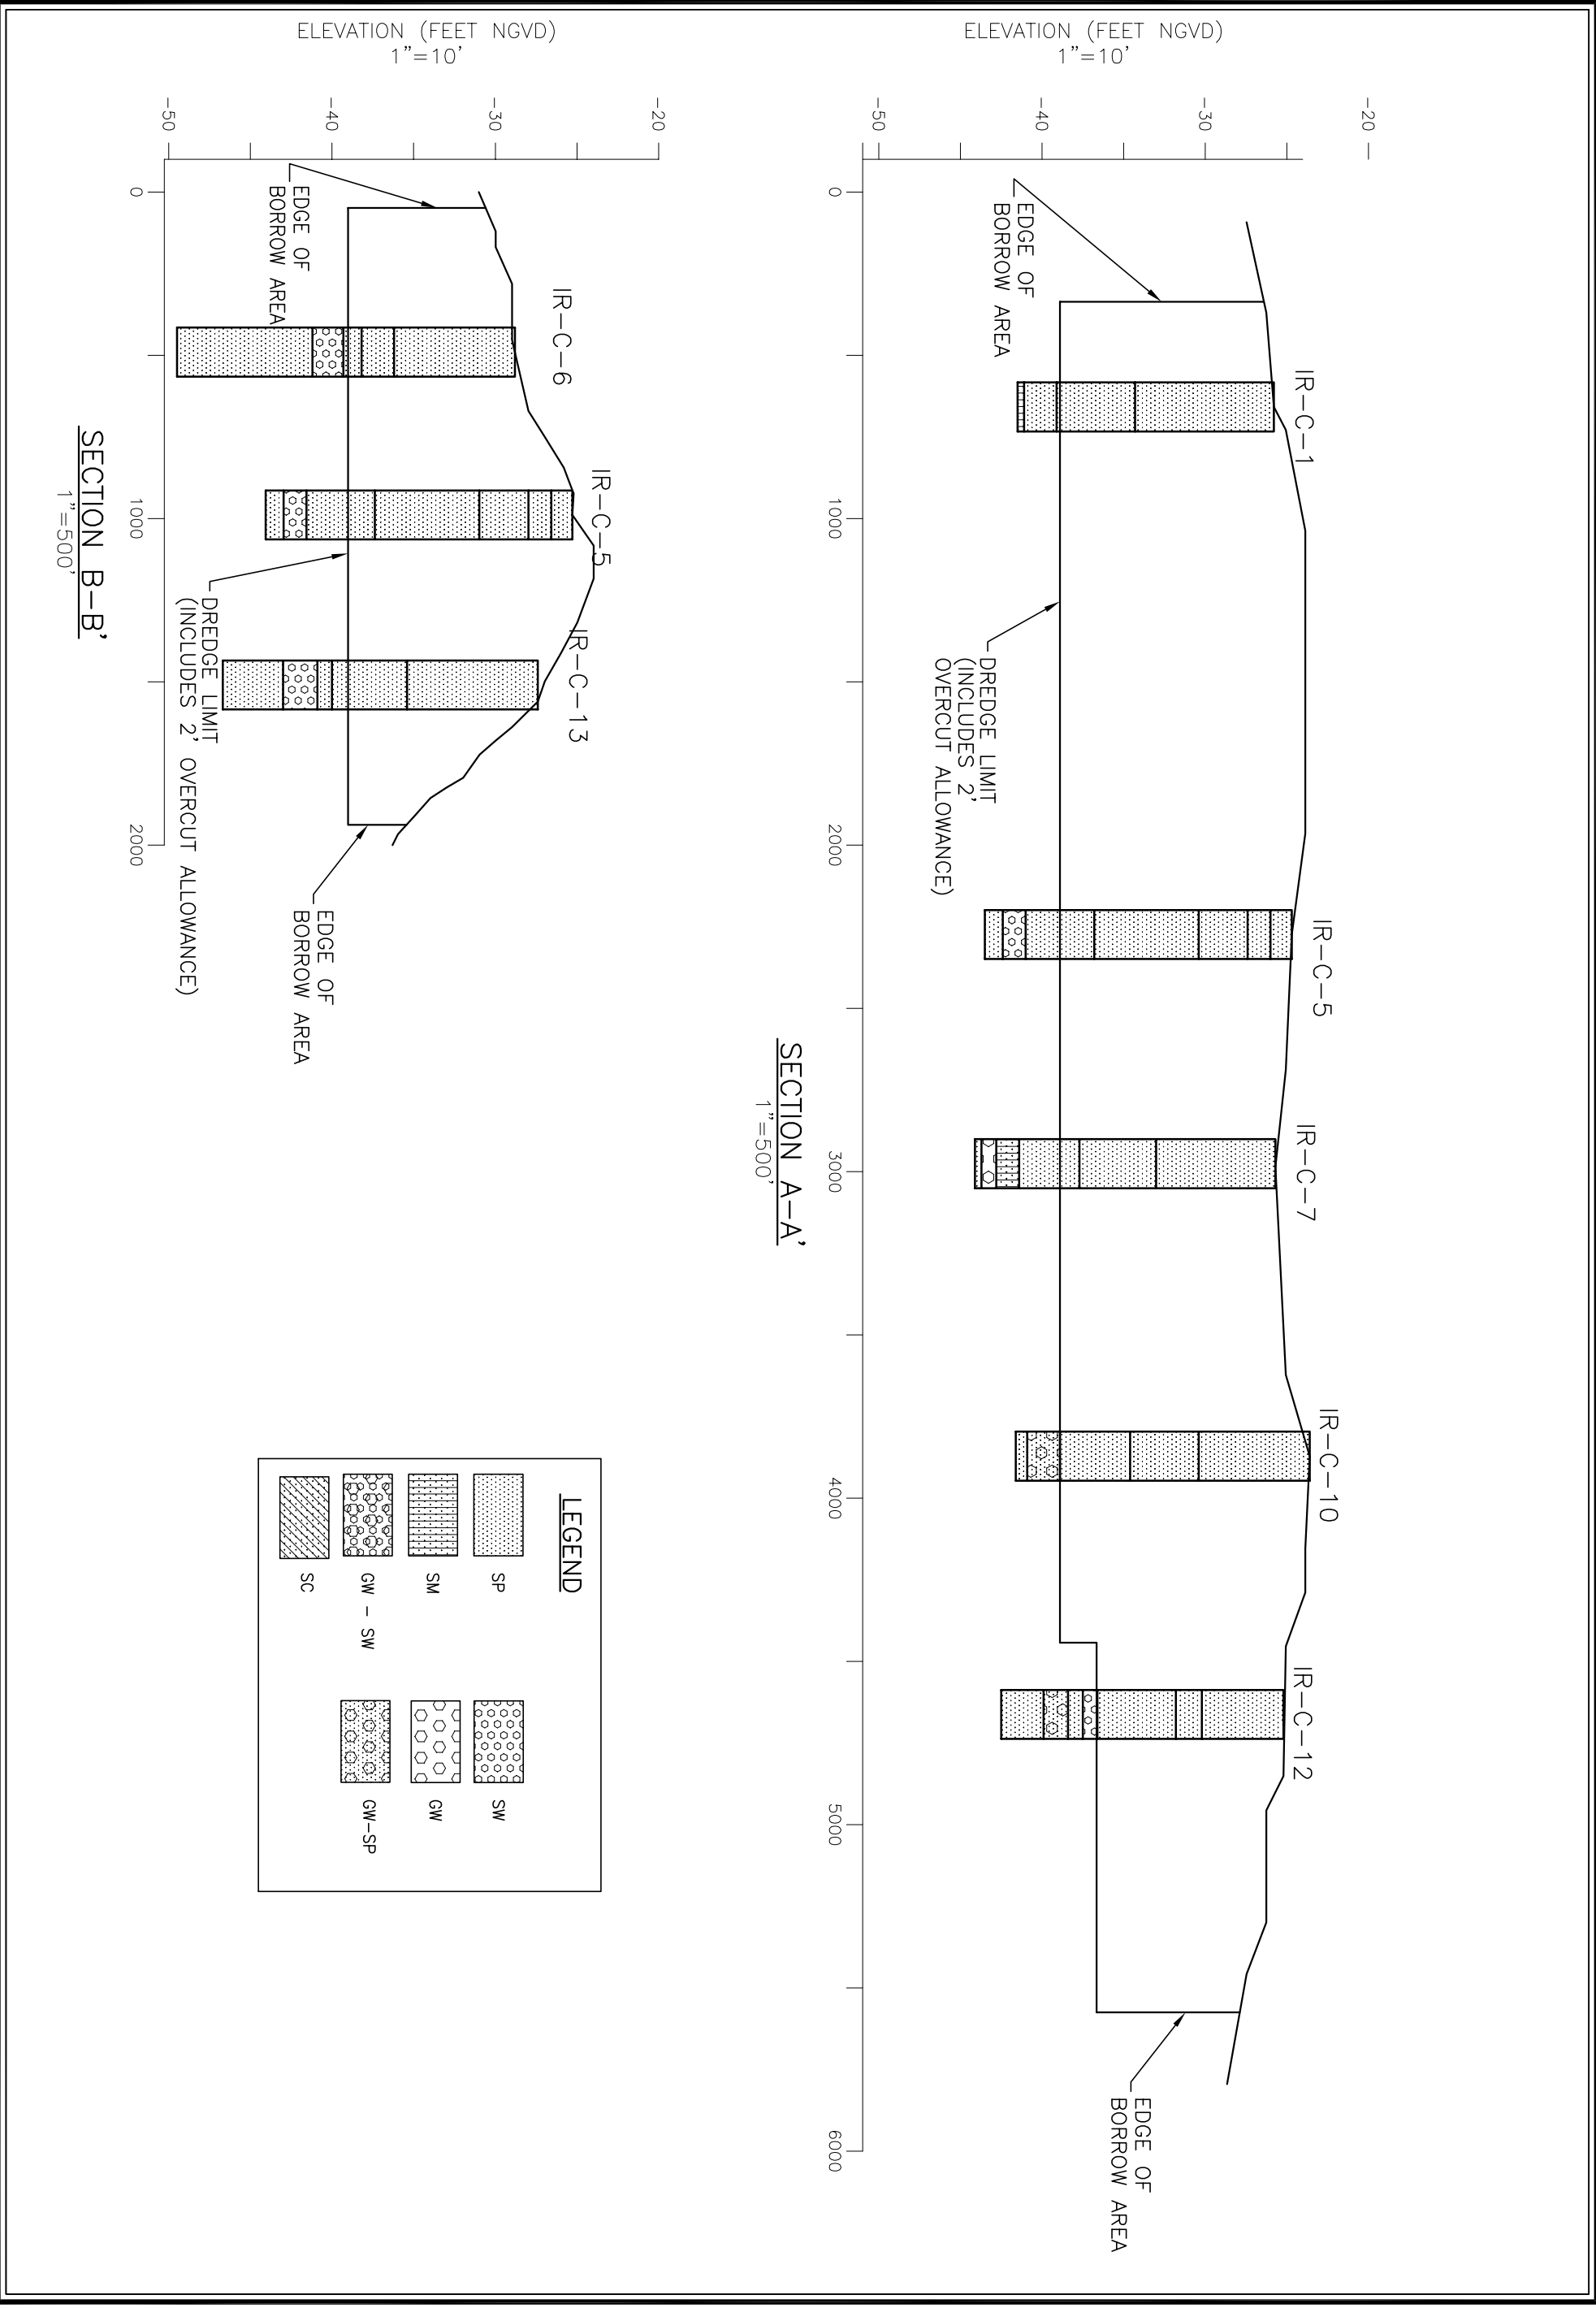 ELEVATION (FEET NGVD)
1"=10'
-20
-30
-40
-50
IR-C-1
IR-C-5
IR-C-7
IR-C-10
IR-C-12
EDGE OF
BORROW AREA
DREDGE LIMIT
(INCLUDES 2'
OVERCUT ALLOWANCE)
EDGE OF
BORROW AREA
0
1000
2000
3000
4000
5000
6000
SECTION A-A'
1"=500'
ELEVATION (FEET NGVD)
1"=10'
-20
-30
-40
-50
IR-C-6
IR-C-5
IR-C-13
EDGE OF
BORROW AREA
DREDGE LIMIT
(INCLUDES 2' OVERCUT ALLOWANCE)
EDGE OF
BORROW AREA
0
1000
2000
SECTION B-B'
1"=500'
LEGEND
SP
SW
SM
GW
GW - SW
GW-SP
SC